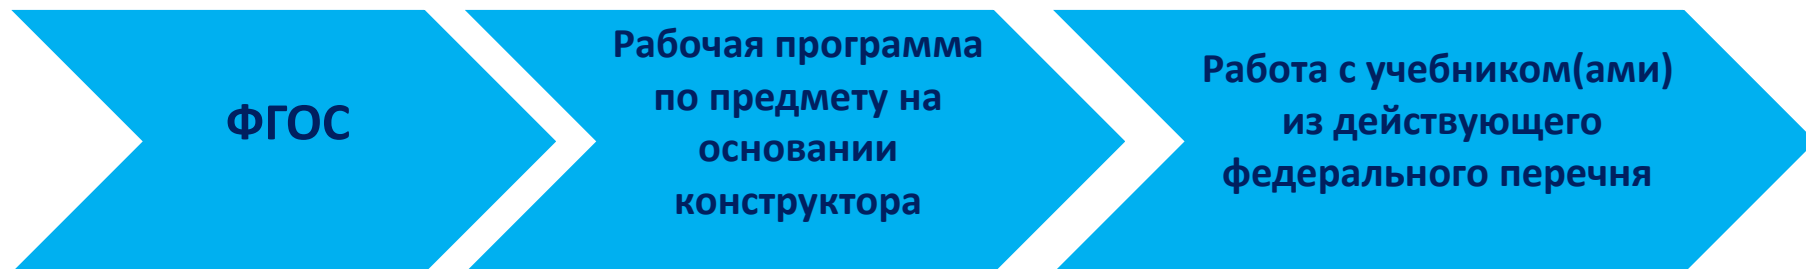 ФГОС
Рабочая программа
по предмету на
основании
конструктора
Работа с учебником(ами)
из действующего
федерального перечня